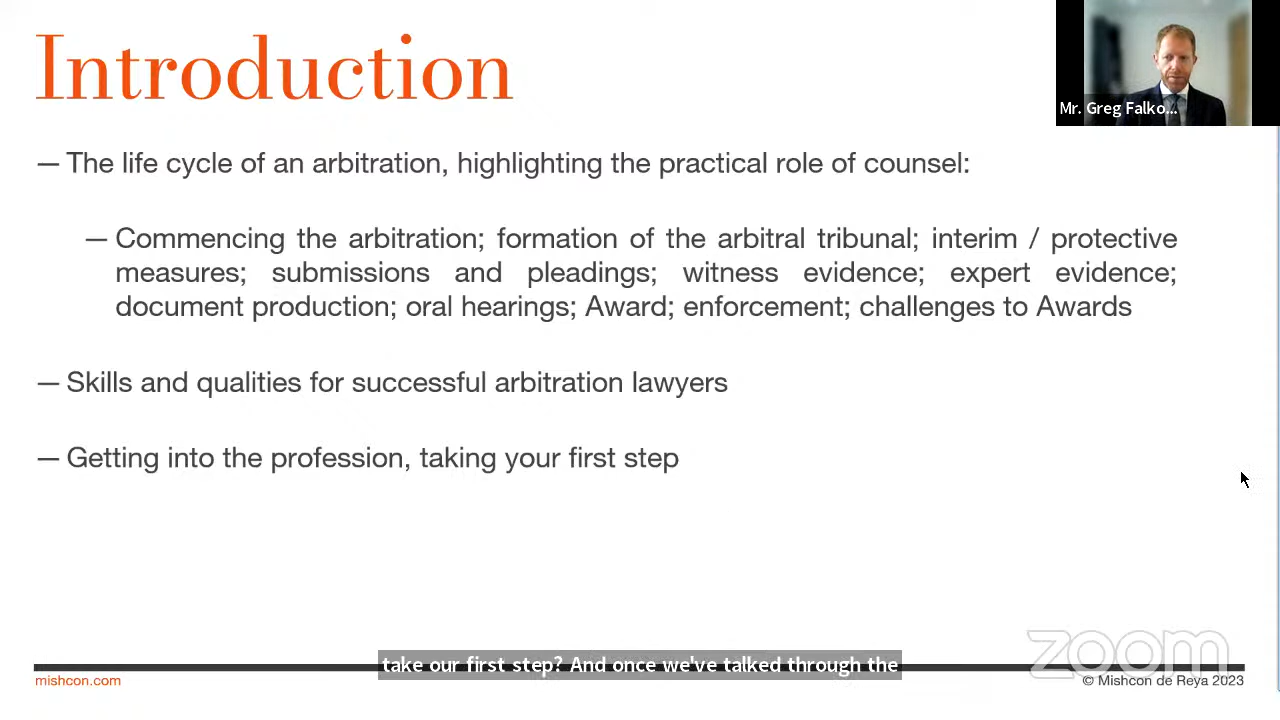 Introduction
Mr. Greg Falko...
— The life cycle of an arbitration, highlighting the practical role of counsel:
— Commencing the arbitration; formation of the arbitral tribunal; interim / protective
measures; submissions and pleadings; witness evidence; expert evidence;
document production; oral hearings; Award; enforcement; challenges to Awards
— Skills and qualities for successful arbitration lawyers
— Getting into the profession, taking your first step
zoom
take our first step? And once we've talked through the
mishcon.com
© Mishcon de Reya 2023